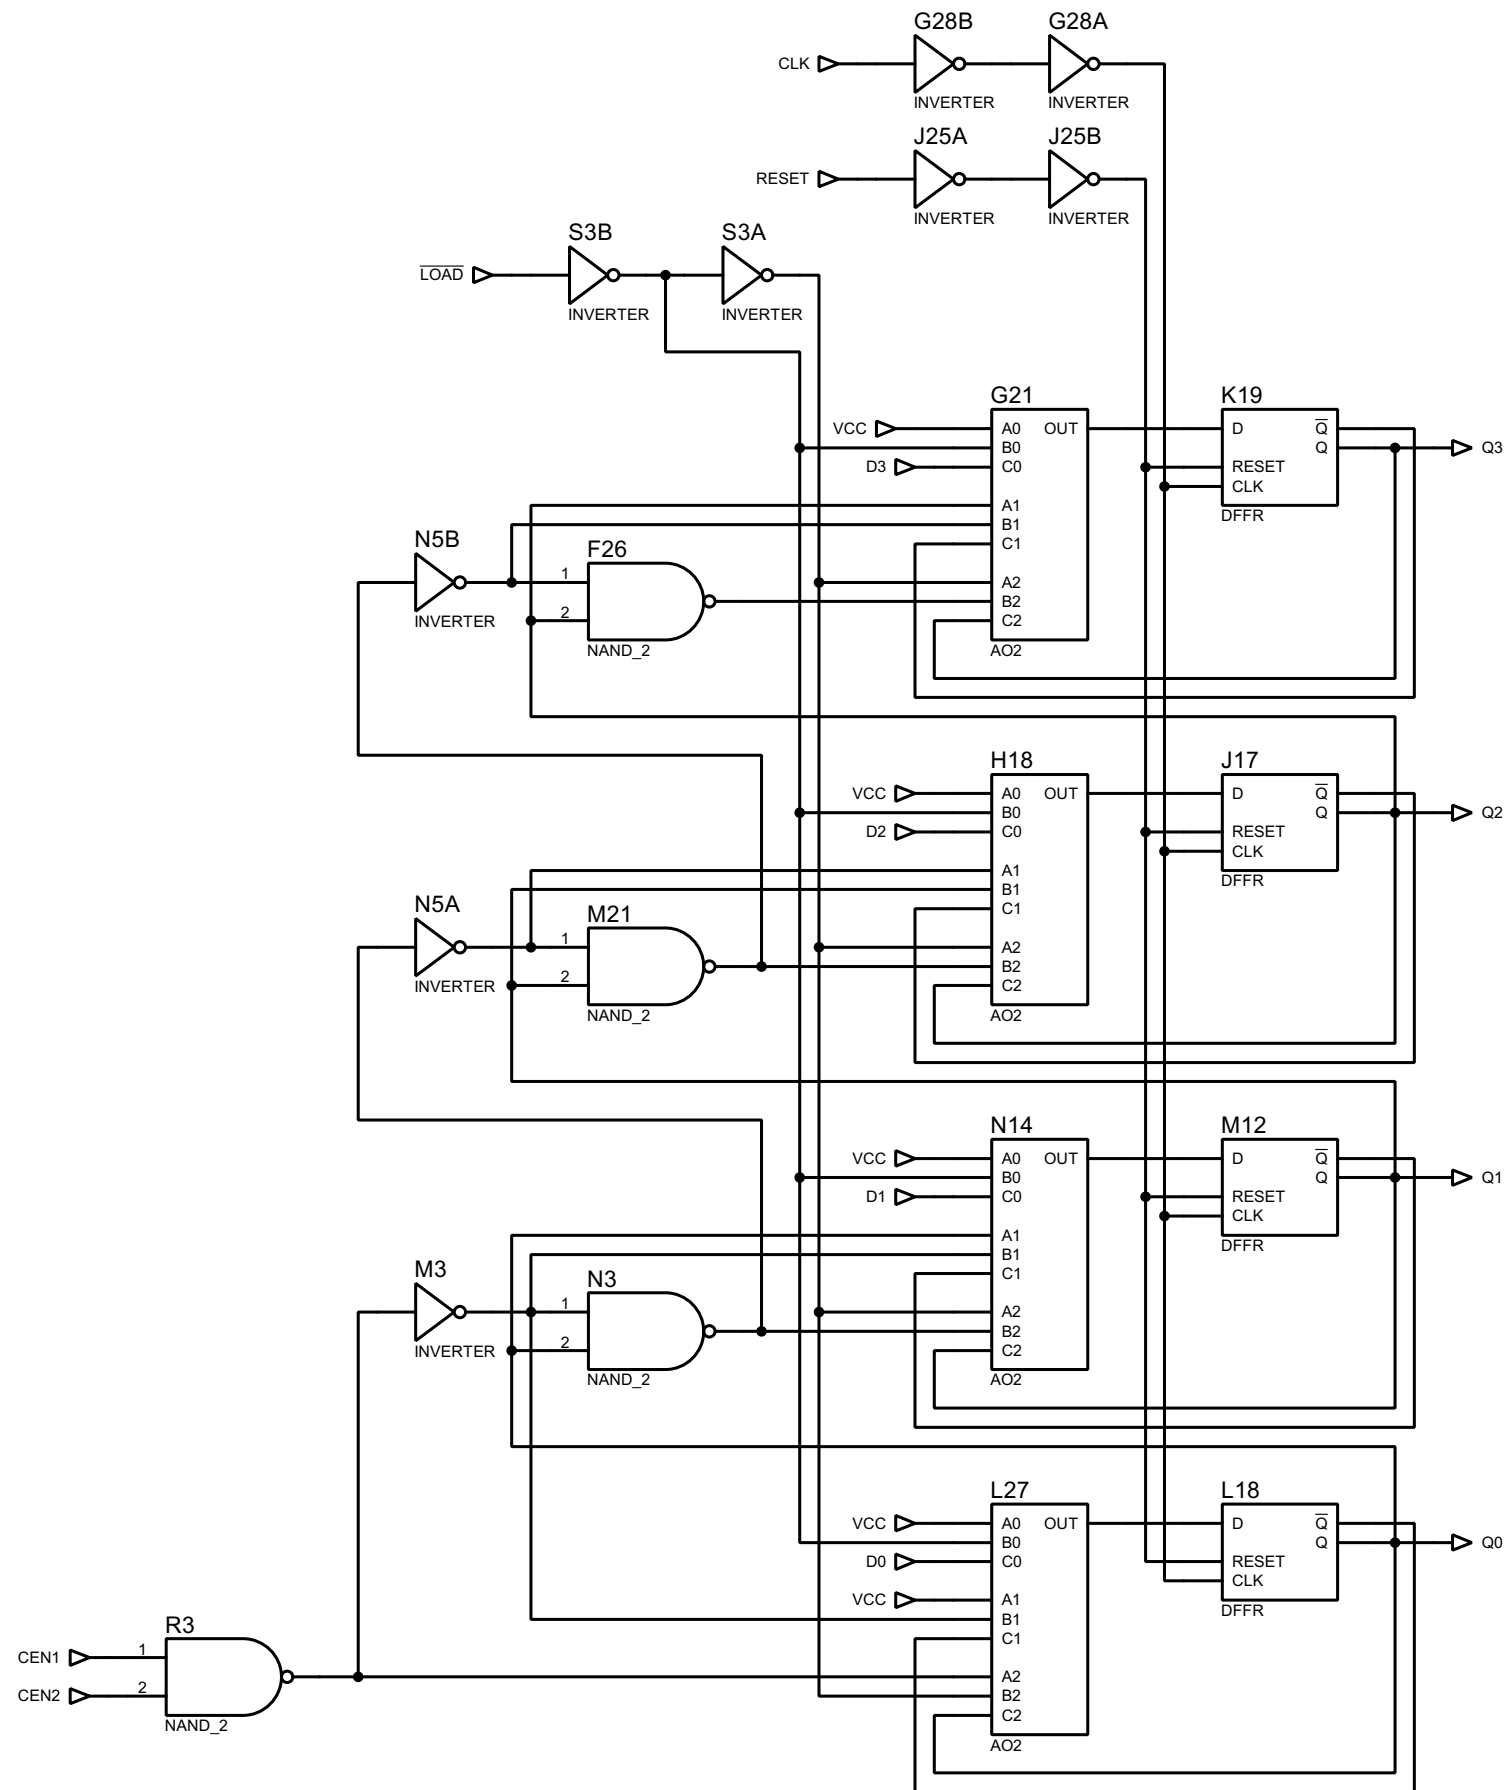 G28B G28A
CLK
INVERTER INVERTER
J25A J25B
RESET
INVERTER INVERTER
S3B S3A
LOAD
INVERTER INVERTER
G21 K19
VCC A0 OUT D Q
B0 Q Q3
D3 C0 RESET
CLK
A1 DFFR
B1
N5B C1
F26
1 A2
B2
INVERTER 2 C2
NAND_2 AO2
H18 J17
VCC A0 OUT D Q
B0 Q Q2
D2 C0 RESET
CLK
A1 DFFR
B1
N5A C1
M21
1 A2
B2
INVERTER 2 C2
NAND_2 AO2
N14 M12
VCC A0 OUT D Q
B0 Q Q1
D1 C0 RESET
CLK
A1 DFFR
B1
M3 C1
N3
1 A2
B2
INVERTER 2 C2
NAND_2 AO2
L27 L18
VCC A0 OUT D Q
B0 Q Q0
D0 C0 RESET
CLK
VCC A1 DFFR
B1
R3 C1
CEN1 1
A2
CEN2 2 B2
C2
NAND_2
AO2